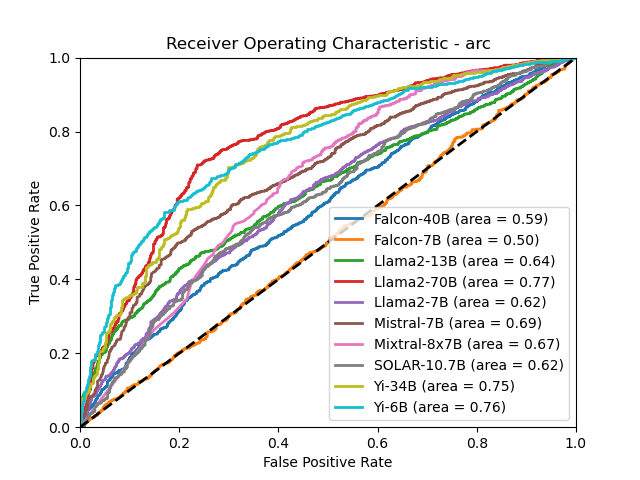 Receiver Operating Characteristic - arc
True Positive Rate
1.0
0.8
0.6
0.4
0.2
0.0
Falcon-40B (area = 0.59)
Falcon-7B (area = 0.50)
Llama2-13B (area = 0.64)
Llama2-70B (area = 0.77)
Llama2-7B (area = 0.62)
Mistral-7B (area = 0.69)
Mixtral-8x7B (area = 0.67)
SOLAR-10.7B (area = 0.62)
Yi-34B (area = 0.75)
Yi-6B (area = 0.76)
0.0 0.2 0.4 0.6 0.8 1.0
False Positive Rate